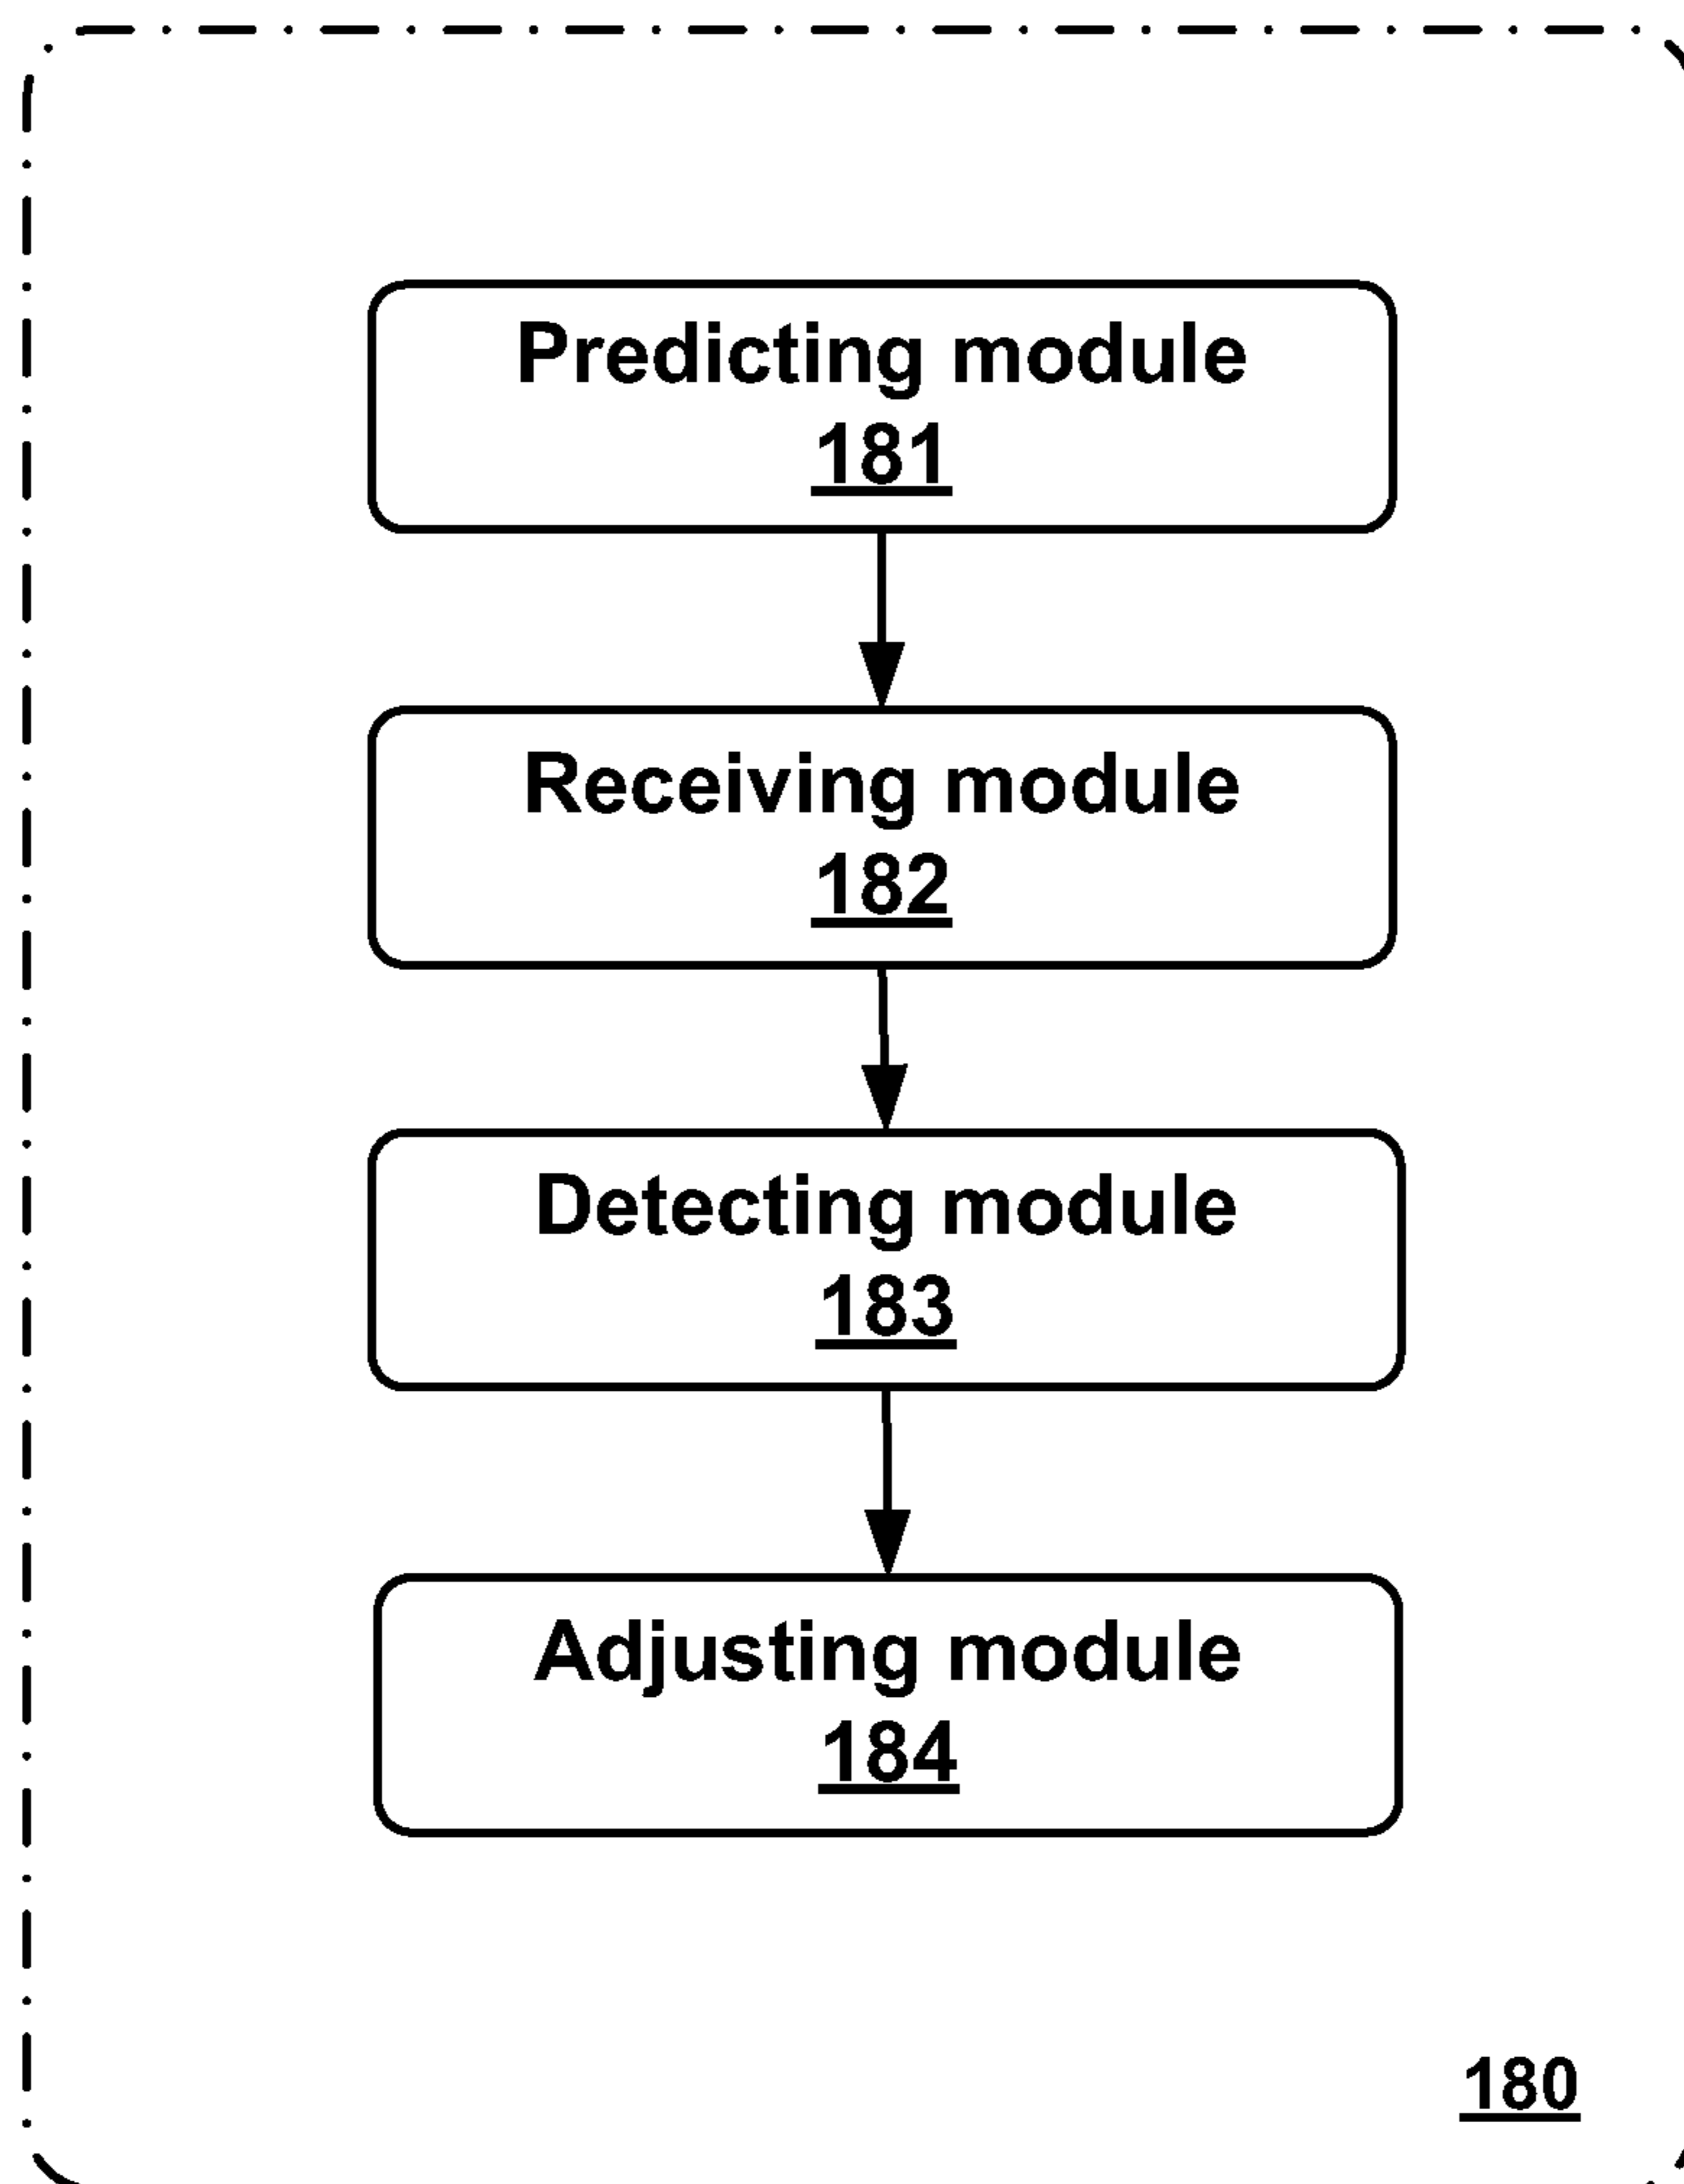 Predicting module
181
Receiving module
182
Detecting module
183
Adjusting module
184
180